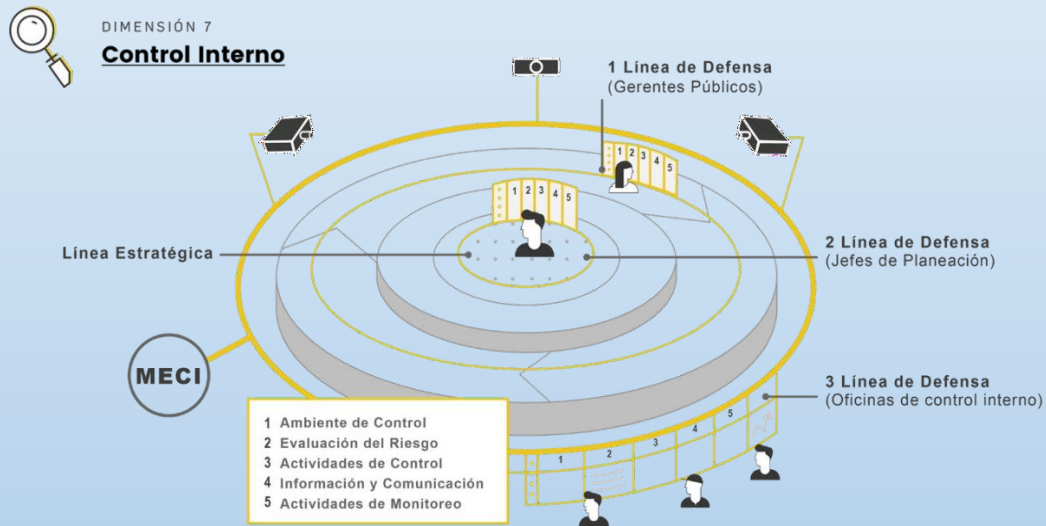 DIMENSIÓN 7
Control Interno
1 Línea de Defensa
(Gerentes Públicos)
1 2 3 4 5
1 2 3 4 5
Línea Estratégica
2 Línea de Defensa
(Jefes de Planeación)
MECI
3 Línea de Defensa
(Oficinas de control interno)
1 Ambiente de Control
2 Evaluación del Riesgo
3 Actividades de Control
4 Información y Comunicación
5 Actividades de Monitoreo
1 2 3 4 5